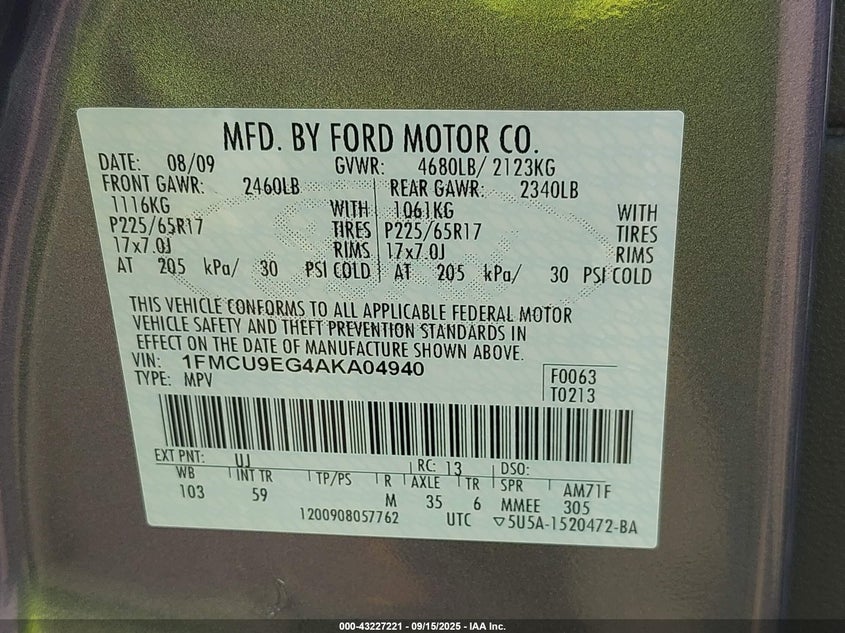 MFD. BY FORD MOTOR CO.
DATE: 08/09 GVWR: 4680LB/ 2123KG
FRONT GAWR: 2460LB REAR GAWR: 2340LB
1116KG WITH 1061KG WITH
P225/65R17 TIRES P225/65R17 TIRES
17x7.0J RIMS 17x7.0J RIMS
AT 205 kPa/ 30 PSI COLD AT 205 kPa/ 30 PSI COLD
THIS VEHICLE CONFORMS TO ALL APPLICABLE FEDERAL MOTOR
VEHICLE SAFETY AND THEFT PREVENTION STANDARDS IN
EFFECT ON THE DATE OF MANUFACTURE SHOWN ABOVE.
VIN: 1FMCU9EG4AKA04940
TYPE: MPV
F0063
T0213
EXT PNT: UJ RC: 13 DSO:
WB INT TR TP/PS R AXLE TR SPR AM71F
103 59 M 35 6 MMEE 305
1200908057762 UTC ▽5U5A-1520472-BA
000-43227221 | 09/15/2025 - IAA Inc.